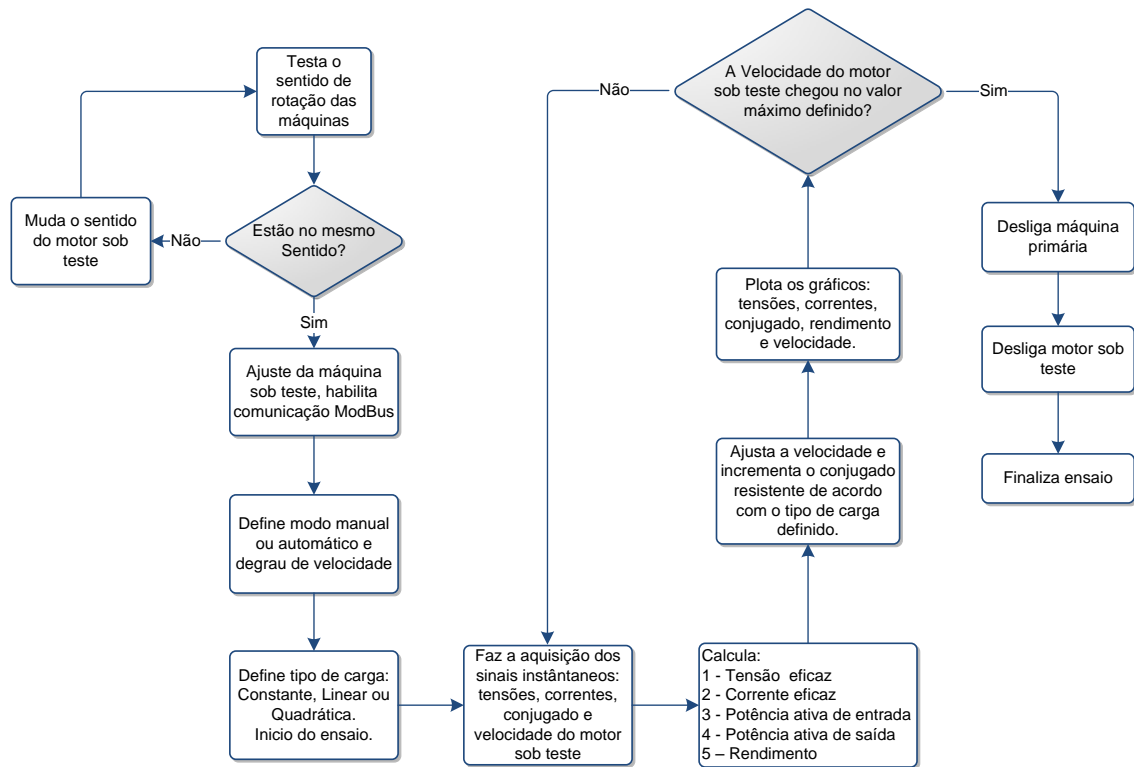 Testa o
sentido de
rotação das
máquinas
Estão no mesmo
Sentido?
Não
Muda o sentido
do motor sob
teste
Sim
Ajuste da máquina
sob teste, habilita
comunicação ModBus
Define modo manual
ou automático e
degrau de velocidade
Define tipo de carga:
Constante, Linear ou
Quadrática.
Inicio do ensaio.
Faz a aquisição dos
sinais instântaneos:
tensões, correntes,
conjugado e
velocidade do motor
sob teste
Calcula:
1 - Tensão  eficaz
2 - Corrente eficaz
3 - Potência ativa de entrada
4 - Potência ativa de saída
5 – Rendimento
Ajusta a velocidade e
incrementa o conjugado
resistente de acordo
com o tipo de carga
definido.
Plota os gráficos:
tensões, correntes,
conjugado, rendimento
e velocidade.
A Velocidade do motor
sob teste chegou no valor
máximo definido?
Não
Sim
Desliga máquina
primária
Desliga motor sob
teste
Finaliza ensaio